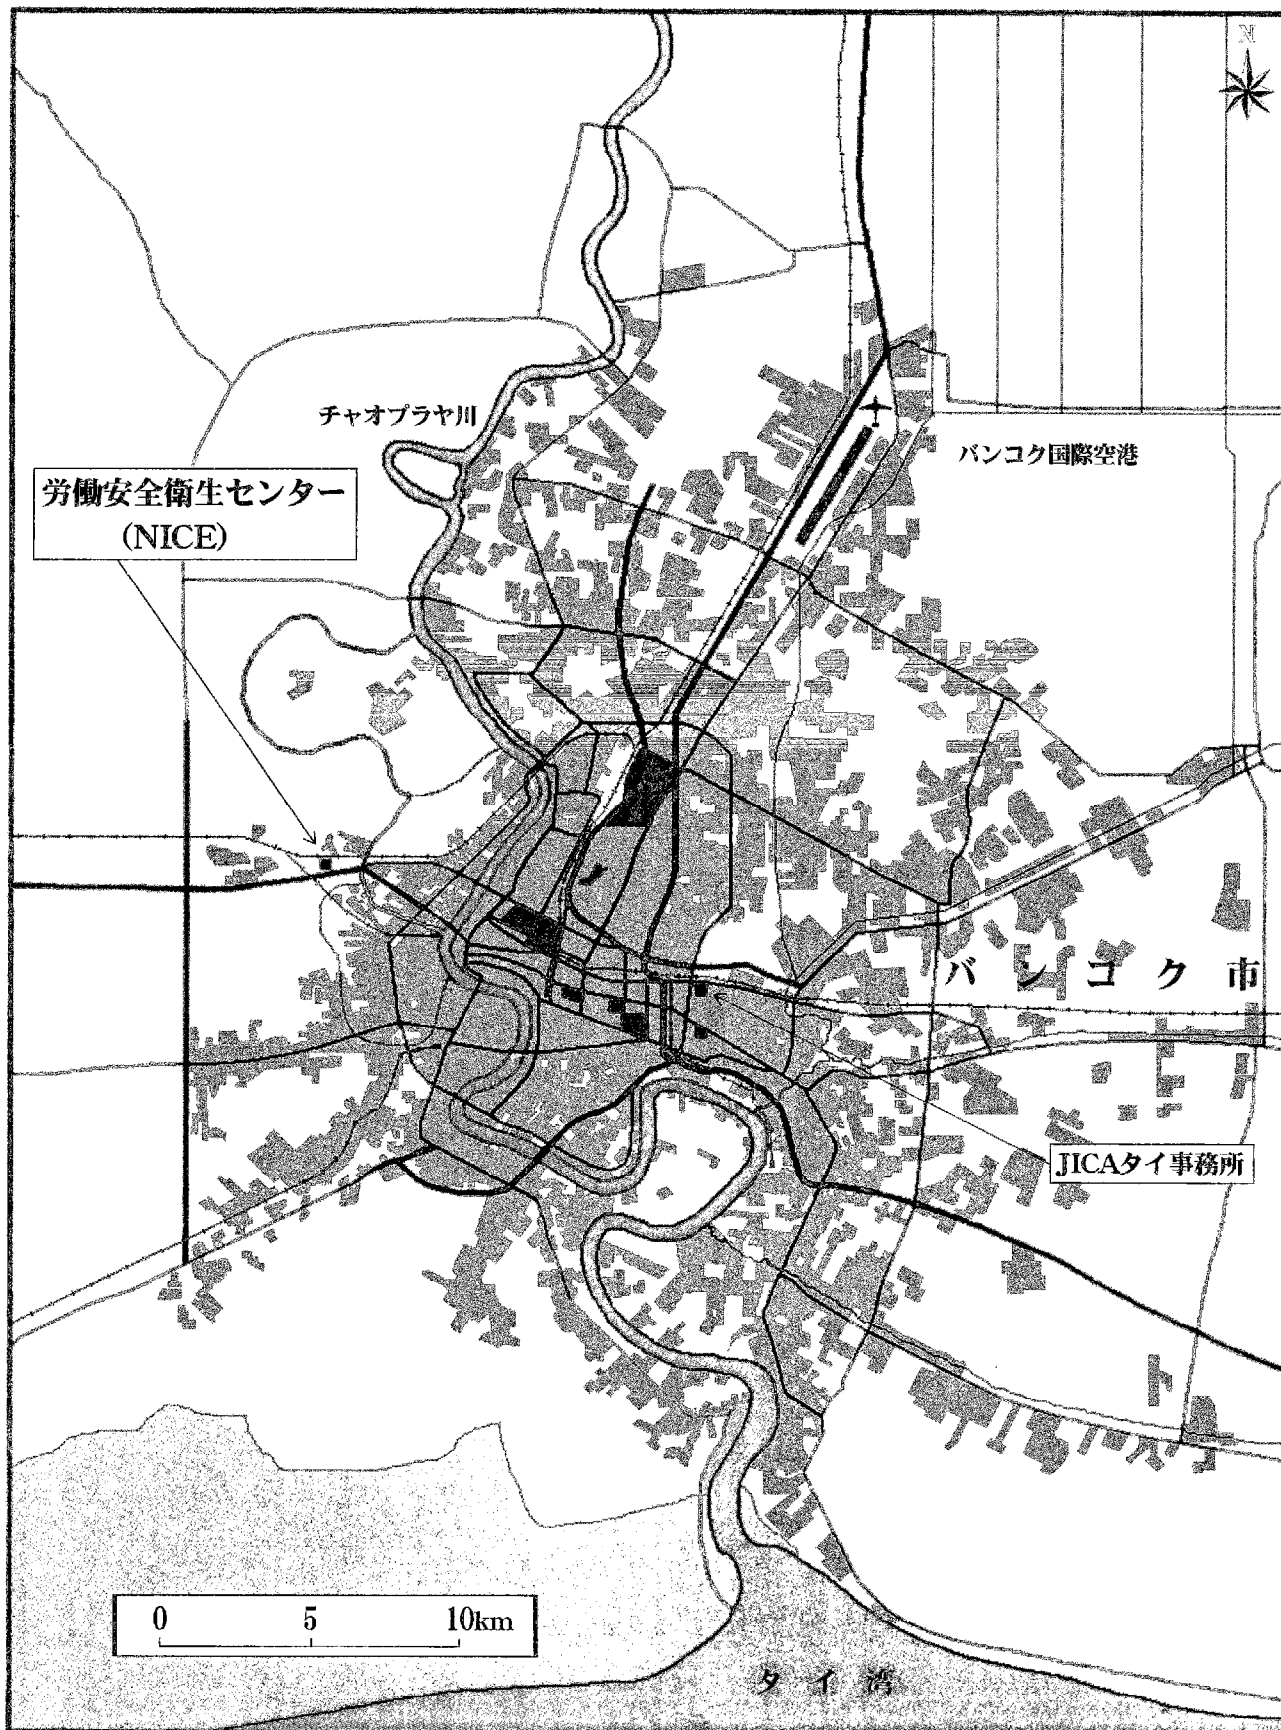 N
チャオプラヤ川
バンコク国際空港
労働安全衛生センター
(NICE)
バンコク市
JICAタイ事務所
0 5 10km
タイ湾